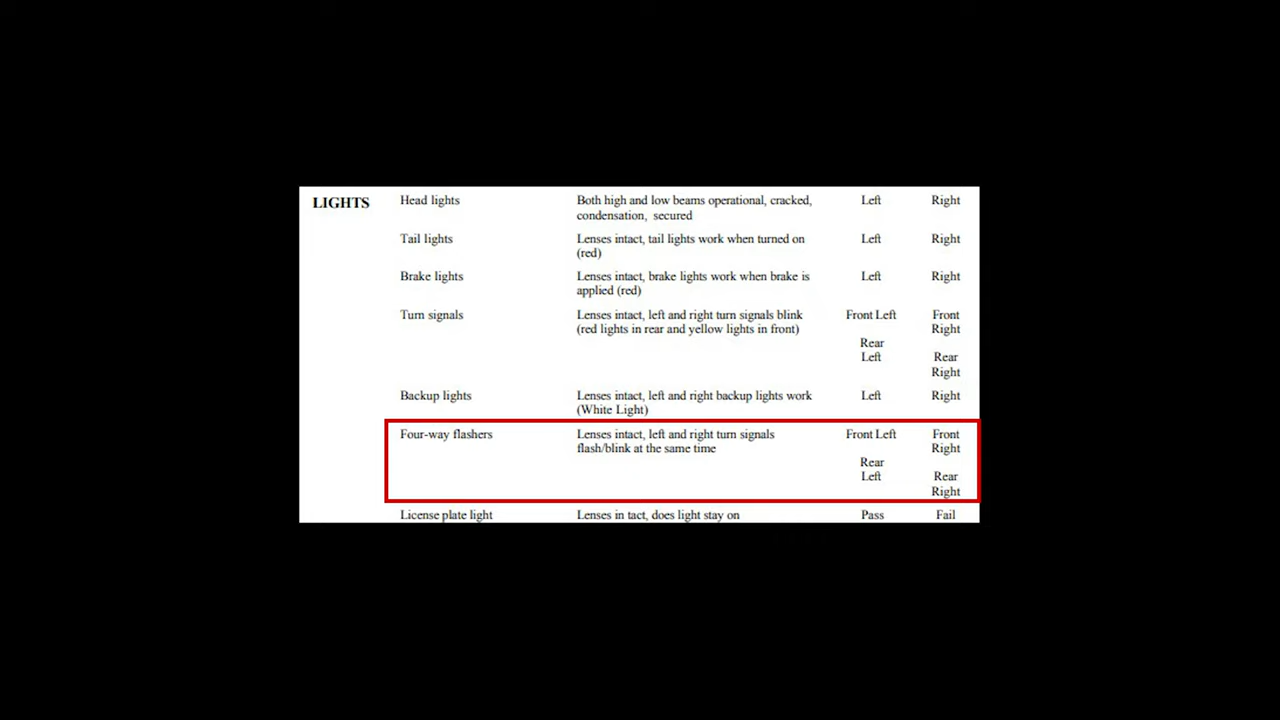 LIGHTS Head lights Both high and low beams operational, cracked, Left Right
condensation, secured
Tail lights Lenses intact, tail lights work when turned on Left Right
(red)
Brake lights Lenses intact, brake lights work when brake is Left Right
applied (red)
Turn signals Lenses intact, left and right turn signals blink Front Left Front
(red lights in rear and yellow lights in front) Right
Rear
Left Rear
Right
Backup lights Lenses intact, left and right backup lights work Left Right
(White Light)
Four-way flashers Lenses intact, left and right turn signals Front Left Front
flash/blink at the same time Right
Rear
Left Rear
Right
License plate light Lenses in tact, does light stay on Pass Fail